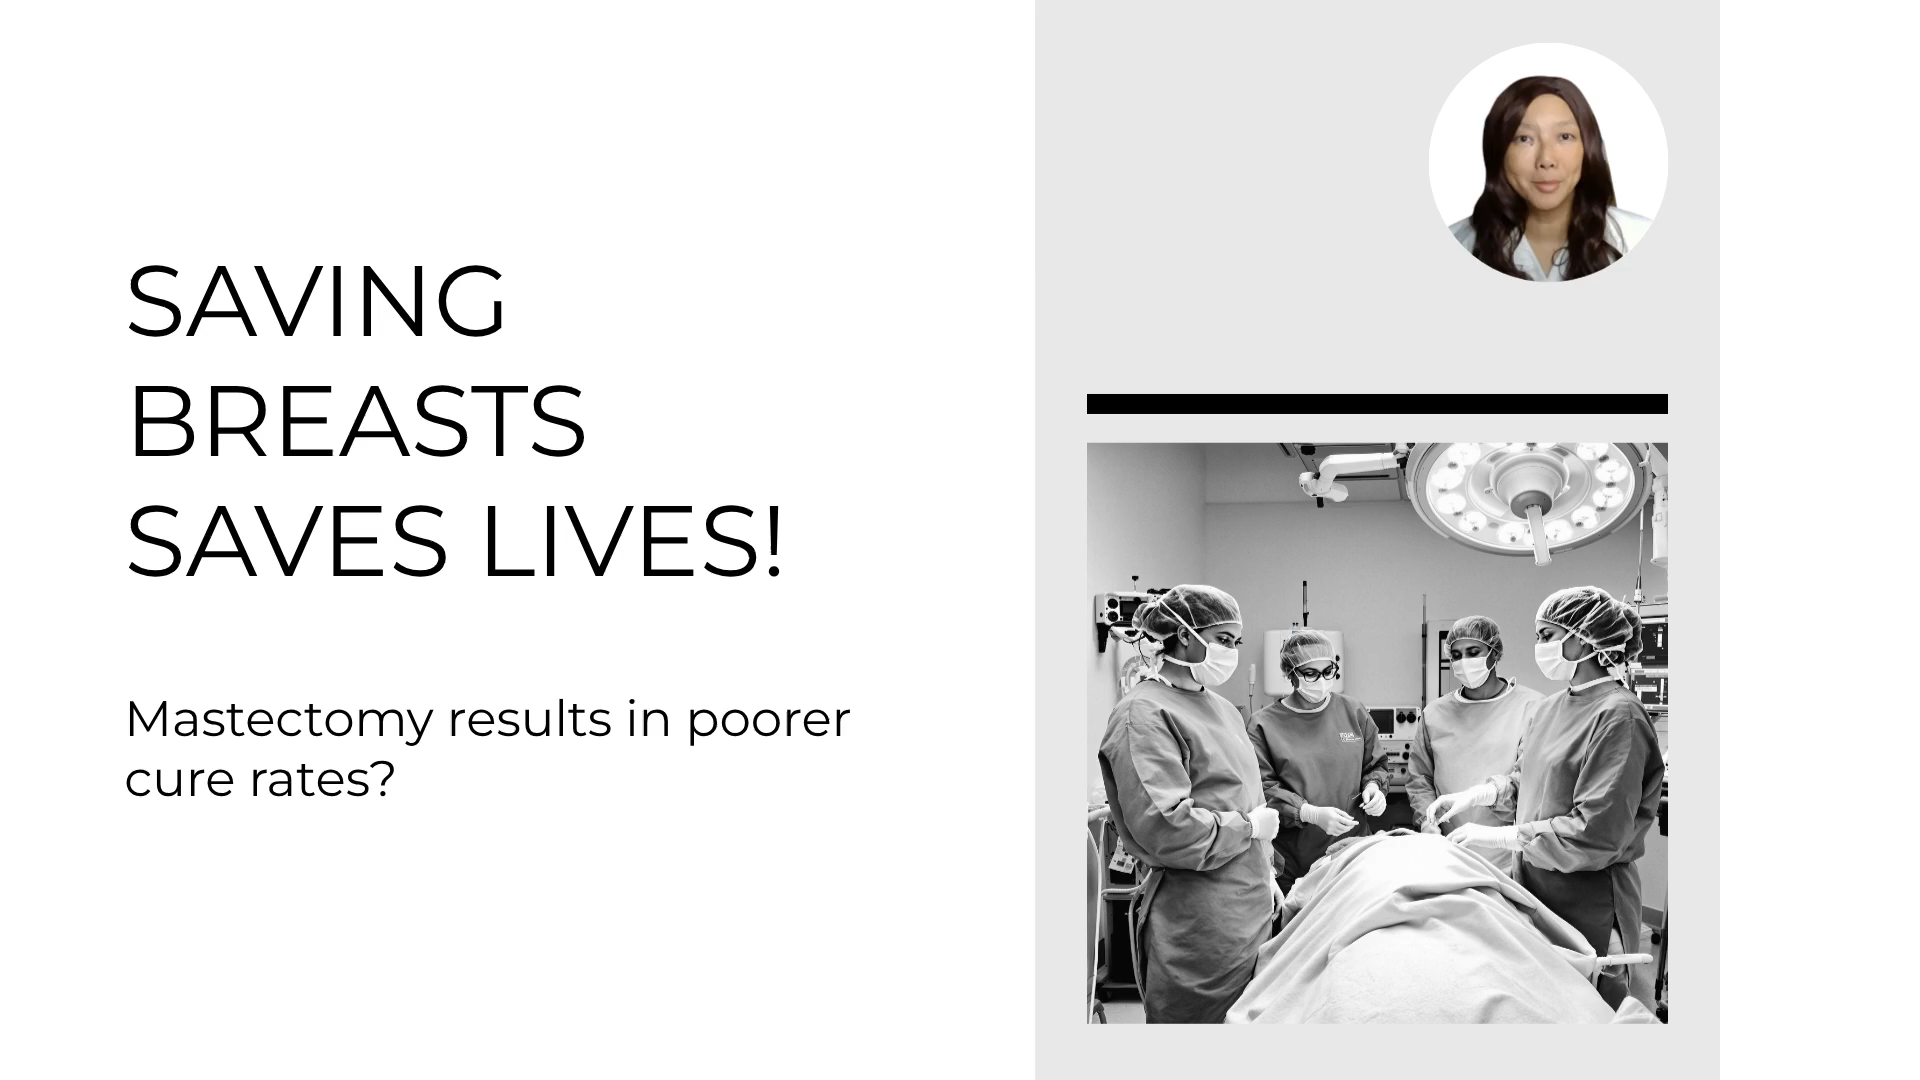 SAVING
BREASTS
SAVES LIVES!
Mastectomy results in poorer
cure rates?